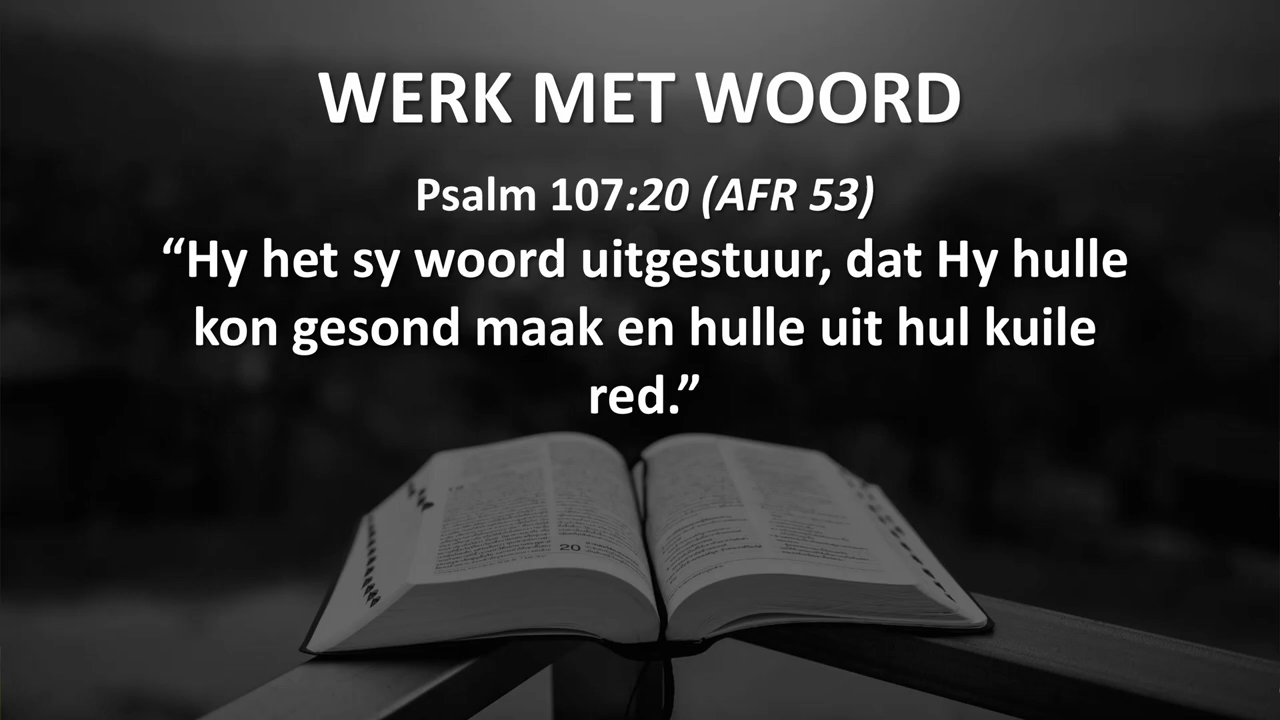 WERK MET WOORD
Psalm 107:20 (AFR 53)
“Hy het sy woord uitgestuur, dat Hy hulle
kon gesond maak en hulle uit hul kuile
red.”
20